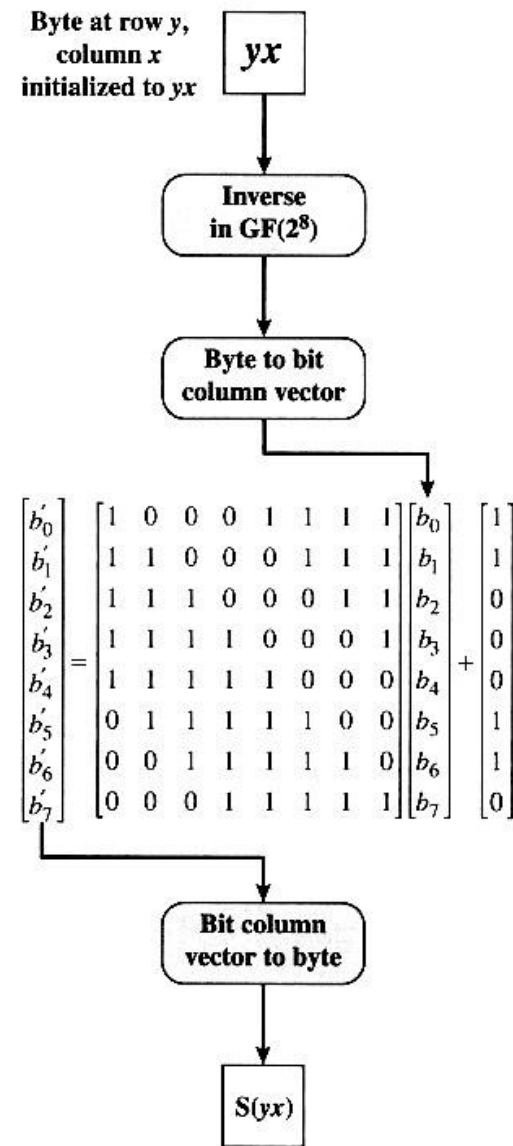 Byte at row y,
column x
initialized to yx
yx
Inverse
in GF(2⁸)
Byte to bit
column vector
b′₀ 1 0 0 0 1 1 1 1 b₀ 1
b′₁ 1 1 0 0 0 1 1 1 b₁ 1
b′₂ 1 1 1 0 0 0 1 1 b₂ 0
b′₃ 1 1 1 1 0 0 0 1 b₃ 0
b′₄ = 1 1 1 1 1 0 0 0 b₄ + 0
b′₅ 0 1 1 1 1 1 0 0 b₅ 1
b′₆ 0 0 1 1 1 1 1 0 b₆ 1
b′₇ 0 0 0 1 1 1 1 1 b₇ 0
Bit column
vector to byte
S(yx)